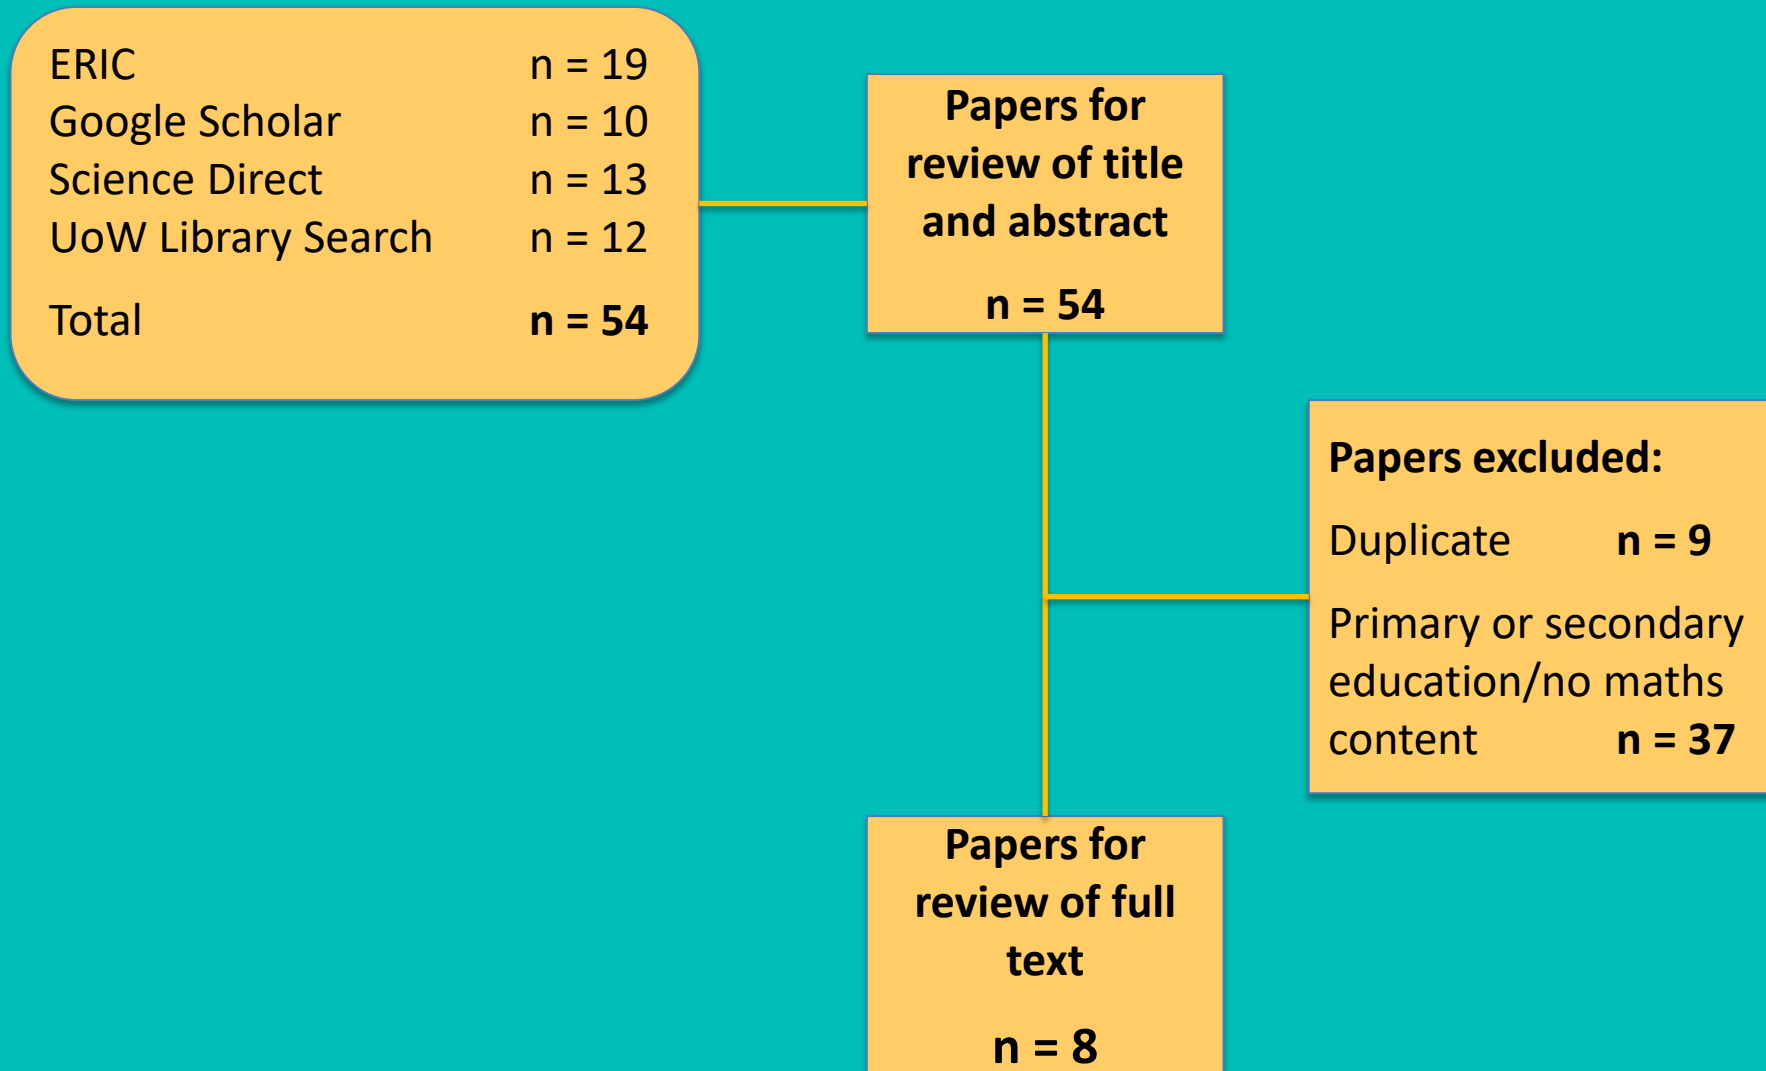 ERIC n = 19
Google Scholar n = 10
Science Direct n = 13
UoW Library Search n = 12
Total n = 54
Papers for
review of title
and abstract
n = 54
Papers excluded:
Duplicate n = 9
Primary or secondary
education/no maths
content n = 37
Papers for
review of full
text
n = 8